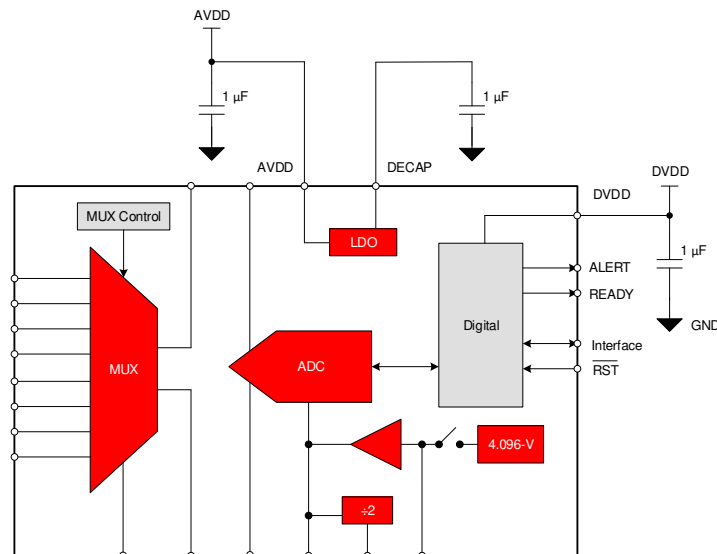 AVDD
1 µF
1 µF
AVDD
DECAP
DVDD
DVDD
MUX Control
LDO
1 µF
ALERT
READY
GND
Digital
Interface
MUX
ADC
RST
4.096-V
÷2